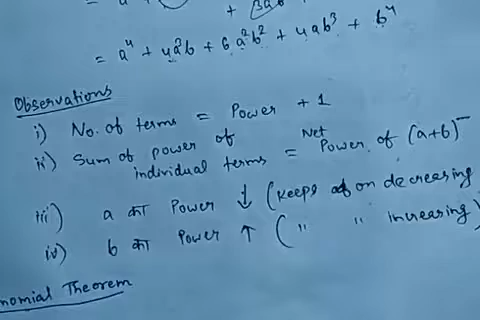 = a⁴ + 4a³b + 6a²b² + 4ab³ + b⁴
Observations
i) No. of terms = Power + 1
ii) Sum of power of individual terms = Net Power of (a+b)
iii) a का Power ↓ (keeps on decreasing
iv) b का Power ↑ ( " " increasing)
nomial Theorem